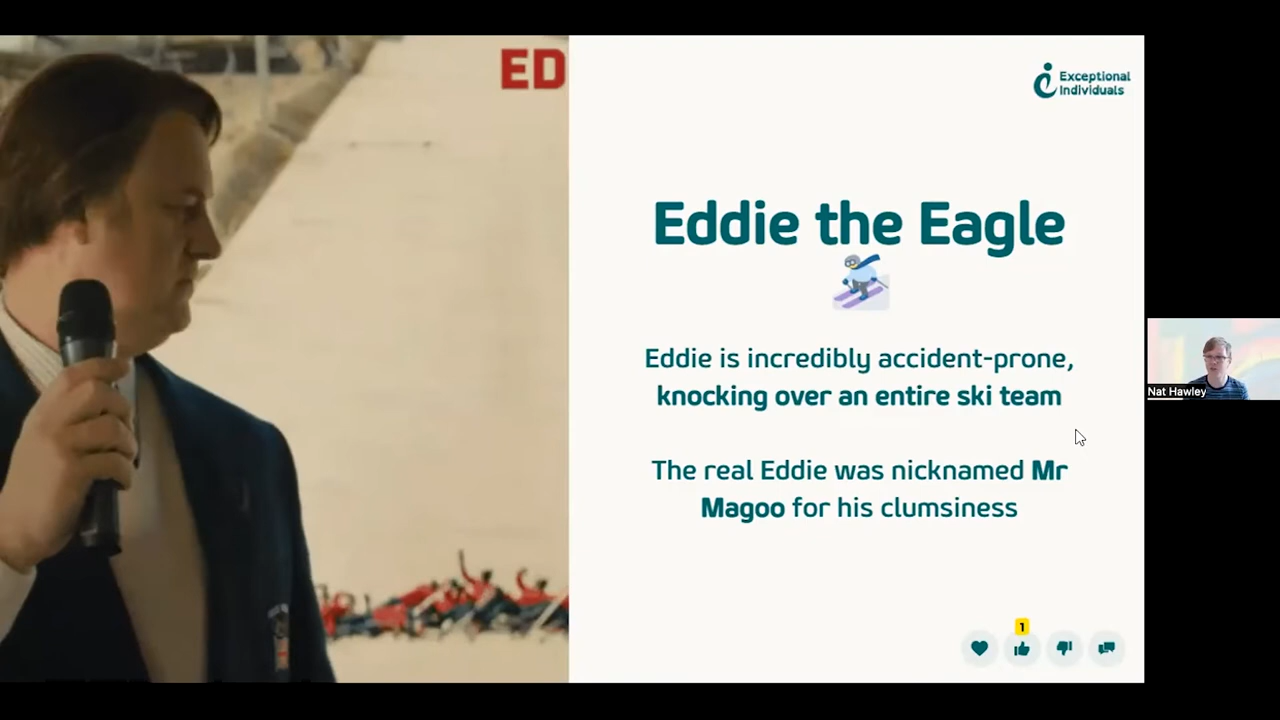 ED
Exceptional
Individuals
Eddie the Eagle
Eddie is incredibly accident-prone,
knocking over an entire ski team
The real Eddie was nicknamed Mr
Magoo for his clumsiness
Nat Hawley
1